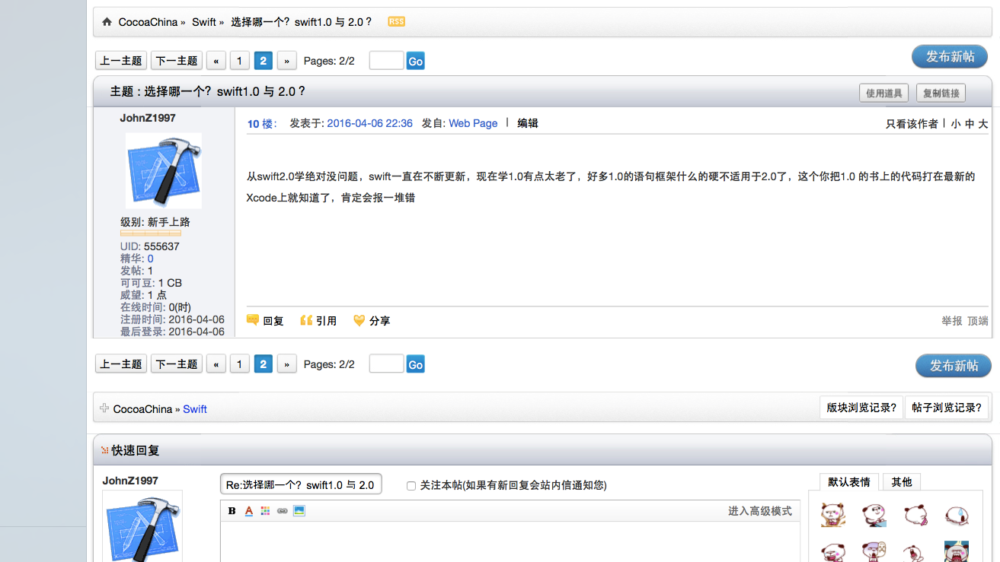 CocoaChina » Swift » 选择哪一个？swift1.0 与 2.0 ? RSS
上一主题 下一主题 « 1 2 » Pages: 2/2 Go 发布新帖
主题 : 选择哪一个？swift1.0 与 2.0 ? 使用道具 复制链接
JohnZ1997
10 楼: 发表于: 2016-04-06 22:36 发自: Web Page | 编辑 只看该作者 | 小 中 大
从swift2.0学绝对没问题，swift一直在不断更新，现在学1.0有点太老了，好多1.0的语句框架什么的硬不适用于2.0了，这个你把1.0 的书上的代码打在最新的
Xcode上就知道了，肯定会报一堆错
级别: 新手上路
UID: 555637
精华: 0
发帖: 1
可可豆: 1 CB
威望: 1 点
在线时间: 0(时)
注册时间: 2016-04-06
最后登录: 2016-04-06
回复 引用 分享 举报 顶端
上一主题 下一主题 « 1 2 » Pages: 2/2 Go 发布新帖
CocoaChina » Swift 版块浏览记录? 帖子浏览记录?
快速回复
JohnZ1997
Re:选择哪一个？swift1.0 与 2.0 关注本帖(如果有新回复会站内信通知您) 默认表情 其他
B A 进入高级模式